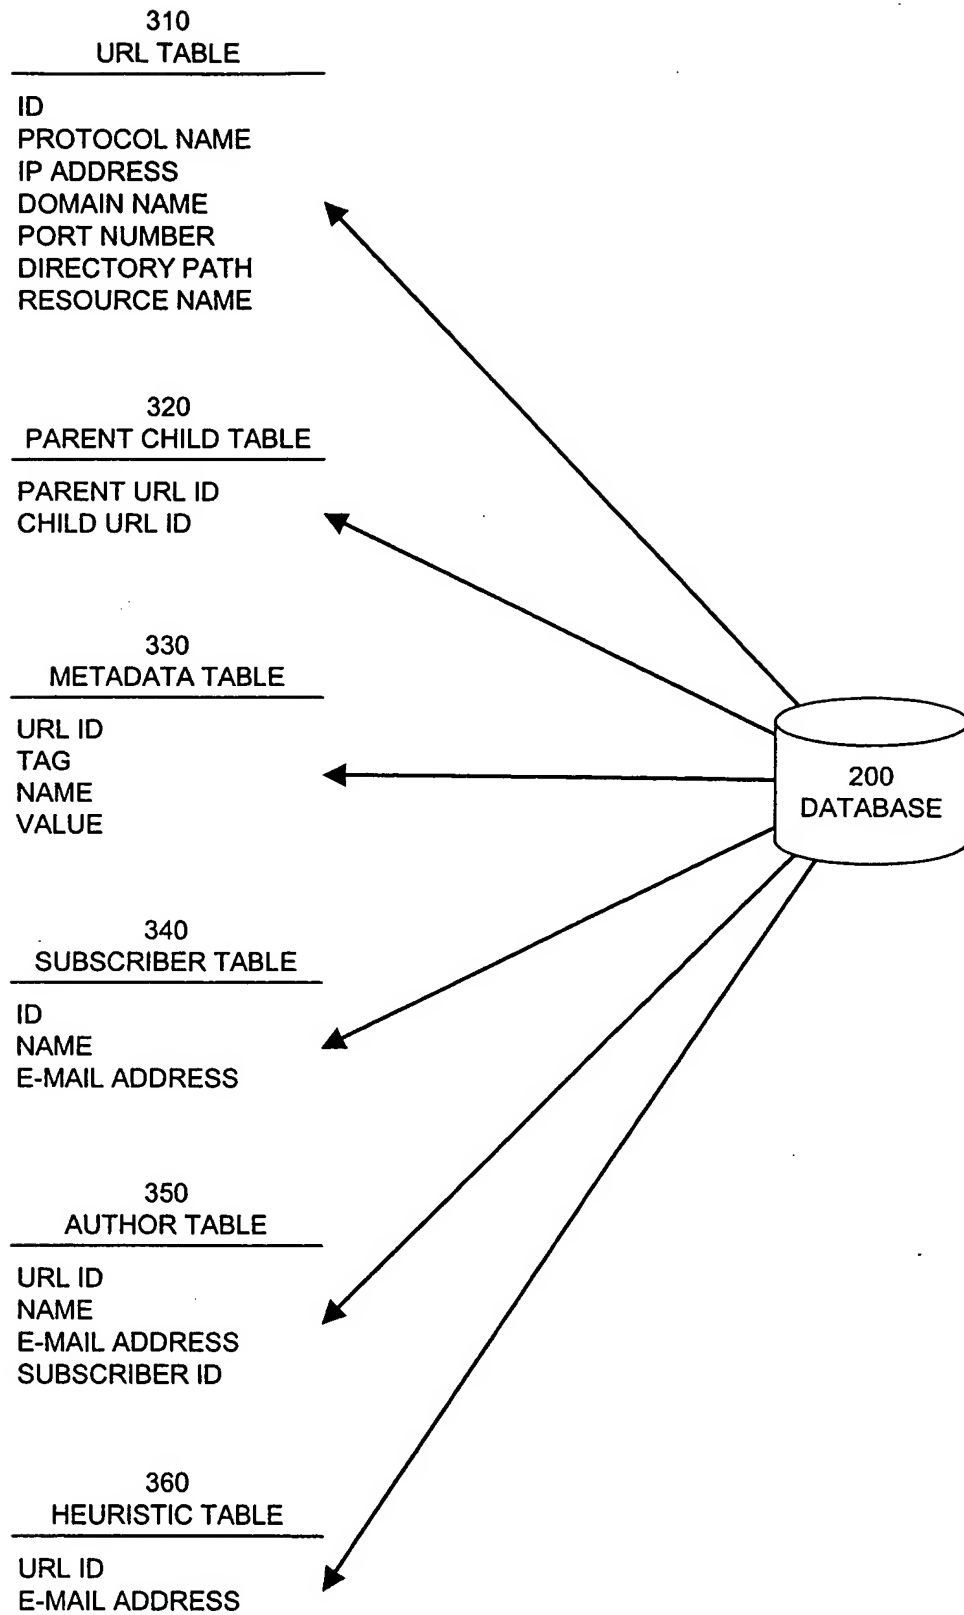 310
URL TABLE
ID
PROTOCOL NAME
IP ADDRESS
DOMAIN NAME
PORT NUMBER
DIRECTORY PATH
RESOURCE NAME
320
PARENT CHILD TABLE
PARENT URL ID
CHILD URL ID
330
METADATA TABLE
URL ID
TAG
NAME
VALUE
200
DATABASE
340
SUBSCRIBER TABLE
ID
NAME
E-MAIL ADDRESS
350
AUTHOR TABLE
URL ID
NAME
E-MAIL ADDRESS
SUBSCRIBER ID
360
HEURISTIC TABLE
URL ID
E-MAIL ADDRESS